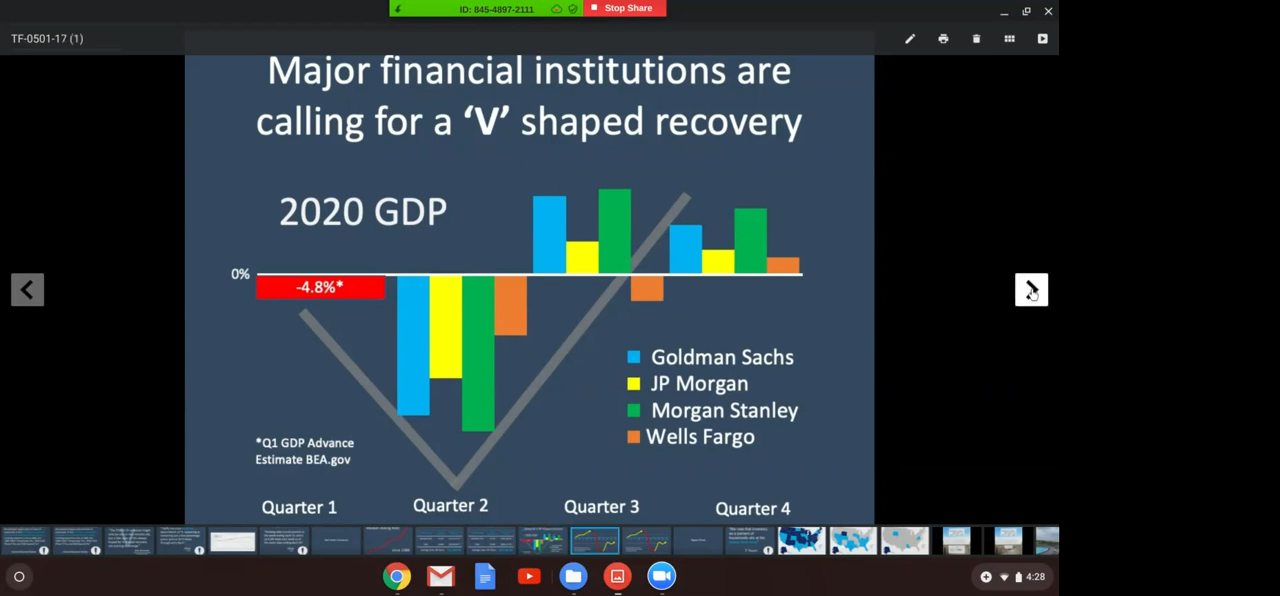 ID: 845-4897-2111
Stop Share
TF-0501-17 (1)
Major financial institutions are
calling for a ‘V’ shaped recovery
2020 GDP
0%
-4.8%*
Goldman Sachs
JP Morgan
Morgan Stanley
Wells Fargo
*Q1 GDP Advance
Estimate BEA.gov
Quarter 1
Quarter 2
Quarter 3
Quarter 4
4:28